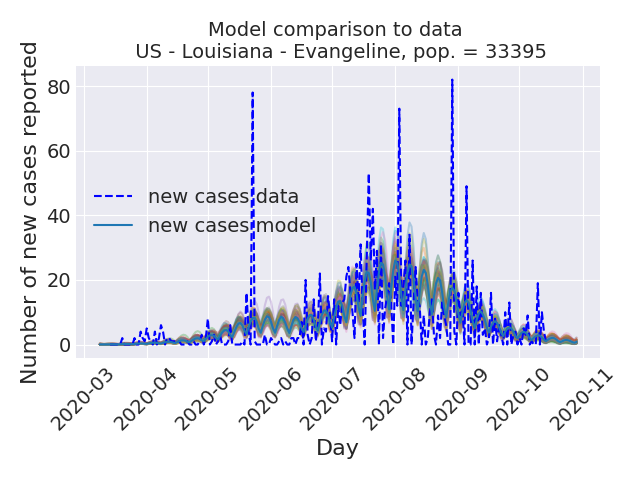 Model comparison to data
US - Louisiana - Evangeline, pop. = 33395
Number of new cases reported
80
60
40
20
0
new cases data
new cases model
2020-03
2020-04
2020-05
2020-06
2020-07
2020-08
2020-09
2020-10
2020-11
Day